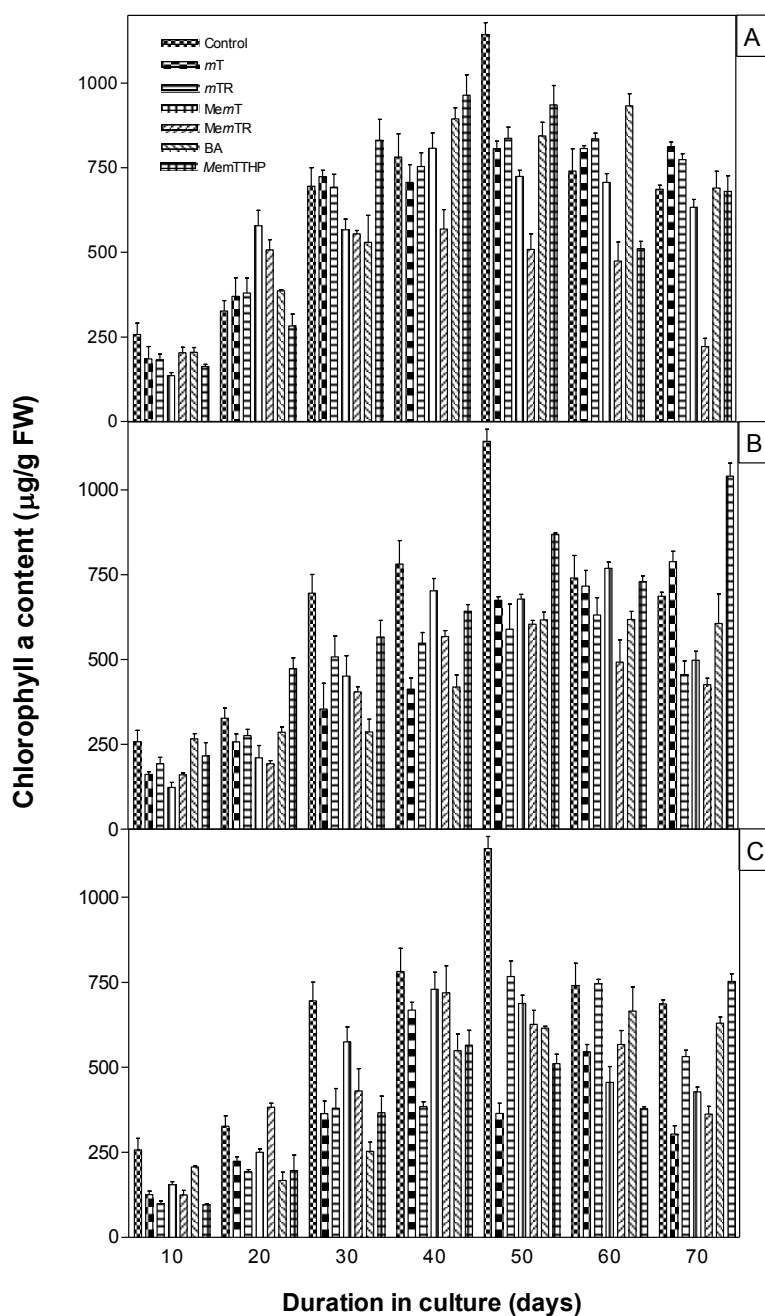 A
Control
mT
mTR
MemT
MemTR
BA
MemTTHP
1000
750
500
250
0
B
1000
750
500
250
0
C
1000
750
500
250
0
Chlorophyll a content (µg/g FW)
10 20 30 40 50 60 70
Duration in culture (days)